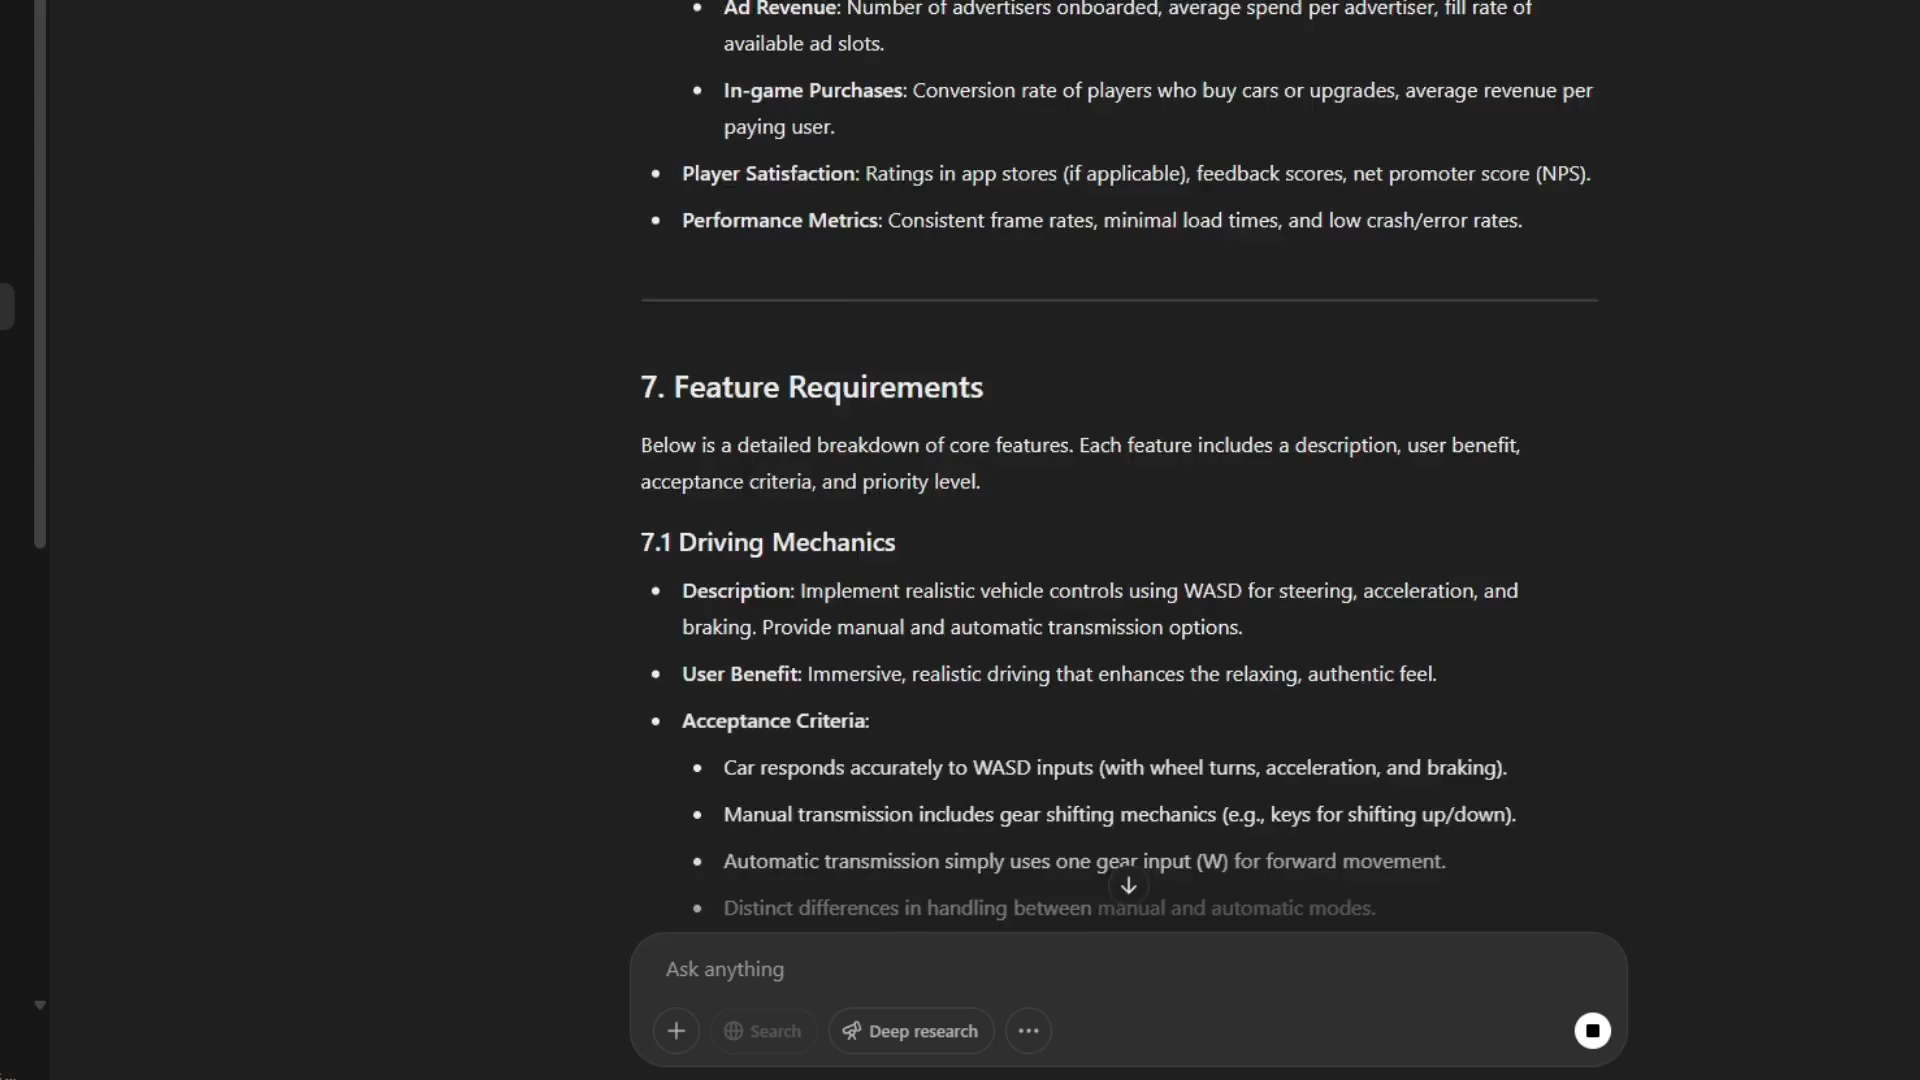 Ad Revenue: Number of advertisers onboarded, average spend per advertiser, fill rate of
available ad slots.
In-game Purchases: Conversion rate of players who buy cars or upgrades, average revenue per
paying user.
Player Satisfaction: Ratings in app stores (if applicable), feedback scores, net promoter score (NPS).
Performance Metrics: Consistent frame rates, minimal load times, and low crash/error rates.
7. Feature Requirements
Below is a detailed breakdown of core features. Each feature includes a description, user benefit,
acceptance criteria, and priority level.
7.1 Driving Mechanics
Description: Implement realistic vehicle controls using WASD for steering, acceleration, and
braking. Provide manual and automatic transmission options.
User Benefit: Immersive, realistic driving that enhances the relaxing, authentic feel.
Acceptance Criteria:
Car responds accurately to WASD inputs (with wheel turns, acceleration, and braking).
Manual transmission includes gear shifting mechanics (e.g., keys for shifting up/down).
Automatic transmission simply uses one gear input (W) for forward movement.
Distinct differences in handling between manual and automatic modes.
Ask anything
Search
Deep research